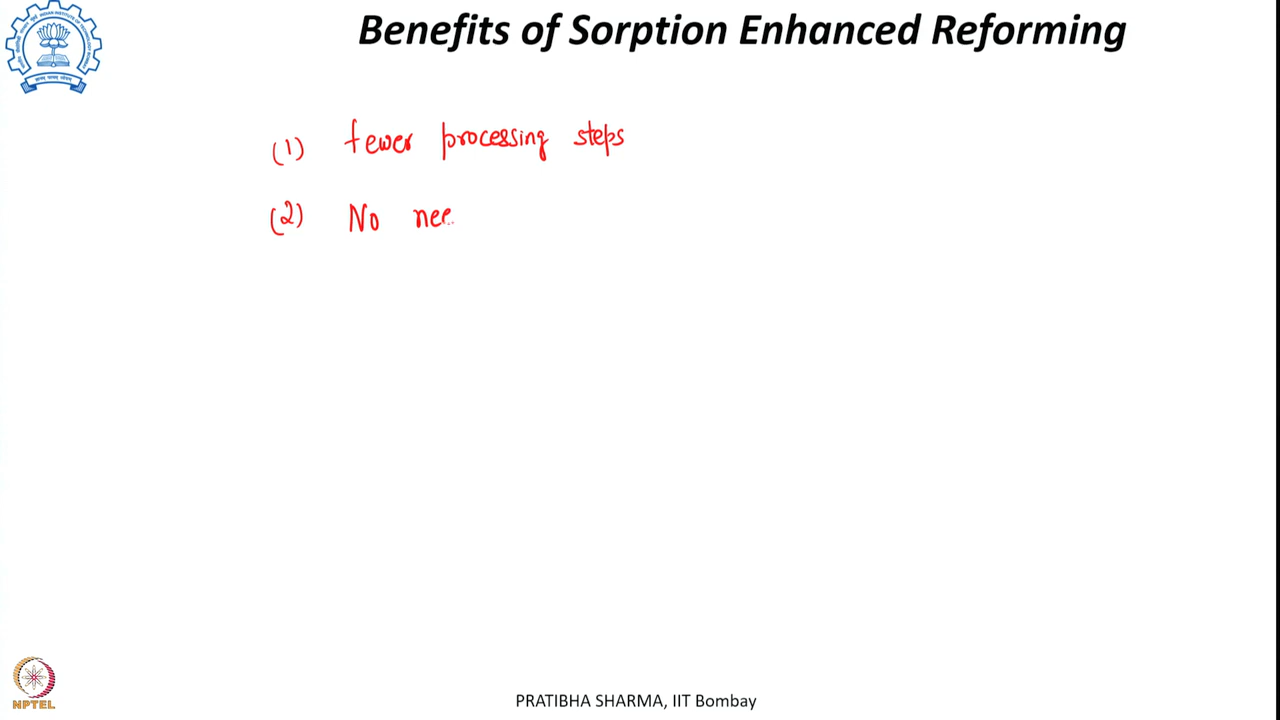 Benefits of Sorption Enhanced Reforming
(1) fewer processing steps
(2) No nee
NPTEL
PRATIBHA SHARMA, IIT Bombay